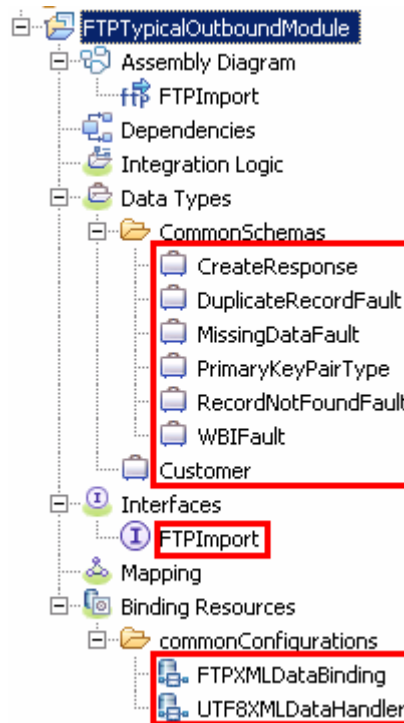 FTPTypicalOutboundModule
Assembly Diagram
ftp FTPImport
Dependencies
Integration Logic
Data Types
CommonSchemas
CreateResponse
DuplicateRecordFault
MissingDataFault
PrimaryKeyPairType
RecordNotFoundFault
WBIFault
Customer
Interfaces
I FTPImport
Mapping
Binding Resources
commonConfigurations
FTPXMLDataBinding
UTF8XMLDataHandler